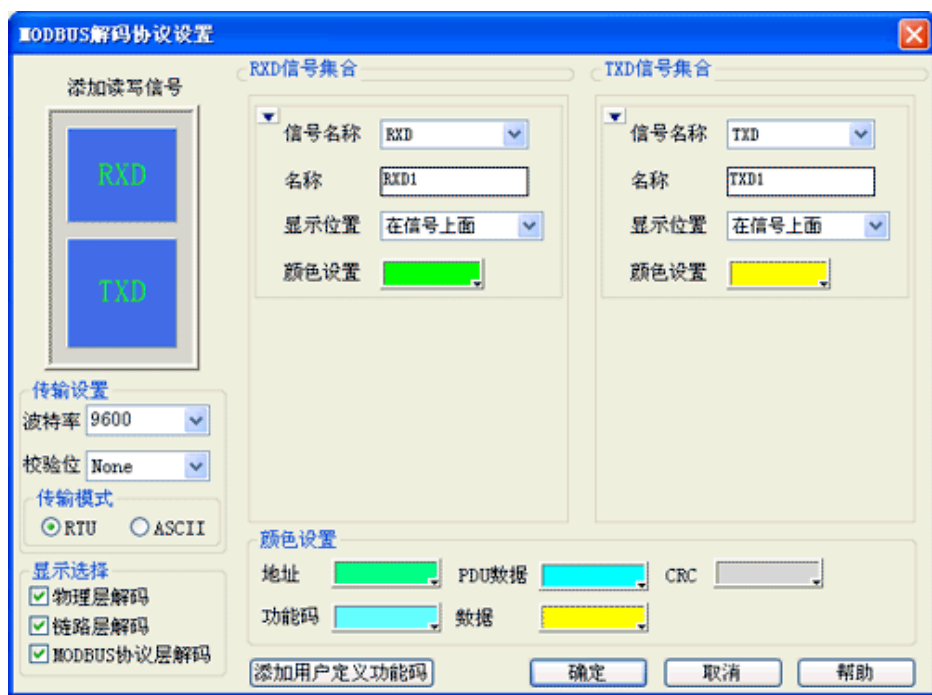 MODBUS解码协议设置
添加读写信号
RXD
TXD
传输设置
波特率 9600
校验位 None
传输模式
RTU ASCII
显示选择
物理层解码
链路层解码
MODBUS协议层解码
RXD信号集合
信号名称 RXD
名称 RXD1
显示位置 在信号上面
颜色设置
TXD信号集合
信号名称 TXD
名称 TXD1
显示位置 在信号上面
颜色设置
颜色设置
地址 PDU数据 CRC
功能码 数据
添加用户定义功能码 确定 取消 帮助